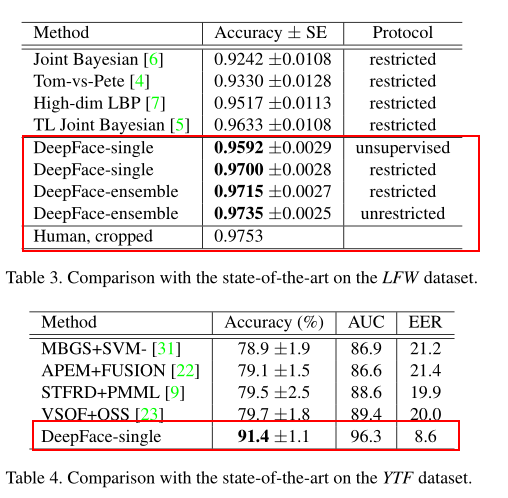 Method Accuracy ± SE Protocol
Joint Bayesian [6] 0.9242 ±0.0108 restricted
Tom-vs-Pete [4] 0.9330 ±0.0128 restricted
High-dim LBP [7] 0.9517 ±0.0113 restricted
TL Joint Bayesian [5] 0.9633 ±0.0108 restricted
DeepFace-single 0.9592 ±0.0029 unsupervised
DeepFace-single 0.9700 ±0.0028 restricted
DeepFace-ensemble 0.9715 ±0.0027 restricted
DeepFace-ensemble 0.9735 ±0.0025 unrestricted
Human, cropped 0.9753
Table 3. Comparison with the state-of-the-art on the LFW dataset.
Method Accuracy (%) AUC EER
MBGS+SVM- [31] 78.9 ±1.9 86.9 21.2
APEM+FUSION [22] 79.1 ±1.5 86.6 21.4
STFRD+PMML [9] 79.5 ±2.5 88.6 19.9
VSOF+OSS [23] 79.7 ±1.8 89.4 20.0
DeepFace-single 91.4 ±1.1 96.3 8.6
Table 4. Comparison with the state-of-the-art on the YTF dataset.